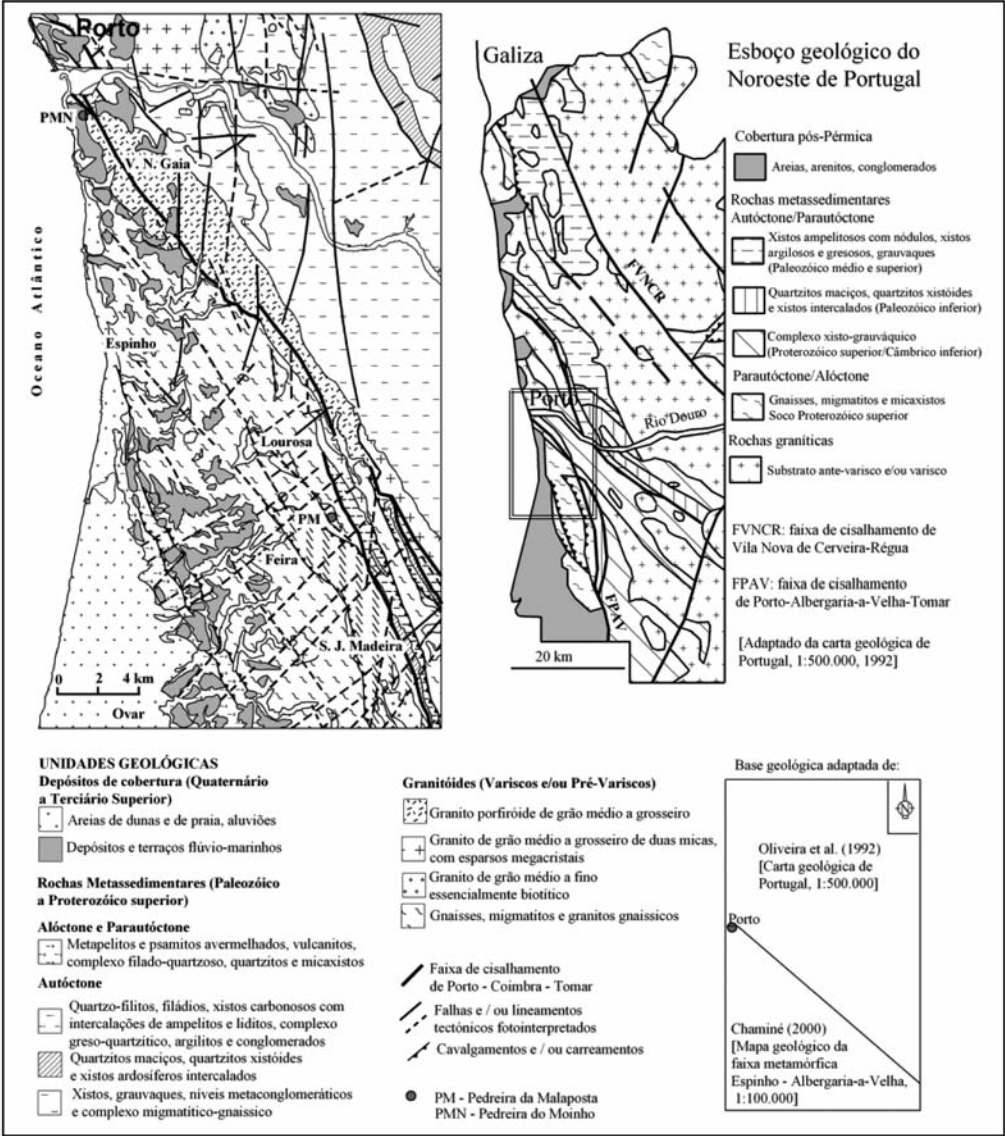 Porto
PMN
V. N. Gaia
Oceano Atlântico
Espinho
Lourosa
PM
Feira
S. J. Madeira
0 2 4 km
Ovar
Galiza
FVNCR
Porto
Rio Douro
FPAV
20 km
Esboço geológico do
Noroeste de Portugal
Cobertura pós-Pérmica
Areias, arenitos, conglomerados
Rochas metassedimentares
Autóctone/Parautóctone
Xistos ampelitosos com nódulos, xistos
argilosos e gresosos, grauvaques
(Paleozóico médio e superior)
Quartzitos maciços, quartzitos xistóides
e xistos intercalados (Paleozóico inferior)
Complexo xisto-grauváquico
(Proterozóico superior/Câmbrico inferior)
Parautóctone/Alóctone
Gnaisses, migmatitos e micaxistos
Soco Proterozóico superior
Rochas graníticas
Substrato ante-varisco e/ou varisco
FVNCR: faixa de cisalhamento de
Vila Nova de Cerveira-Régua
FPAV: faixa de cisalhamento
de Porto-Albergaria-a-Velha-Tomar
[Adaptado da carta geológica de
Portugal, 1:500.000, 1992]
UNIDADES GEOLÓGICAS
Depósitos de cobertura (Quaternário
a Terciário Superior)
Areias de dunas e de praia, aluviões
Depósitos e terraços flúvio-marinhos
Rochas Metassedimentares (Paleozóico
a Proterozóico superior)
Alóctone e Parautóctone
Metapelitos e psamitos avermelhados, vulcanitos,
complexo filado-quartzoso, quartzitos e micaxistos
Autóctone
Quartzo-filitos, filádios, xistos carbonosos com
intercalações de ampelitos e liditos, complexo
greso-quartzítico, argilitos e conglomerados
Quartzitos maciços, quartzitos xistóides
e xistos ardosíferos intercalados
Xistos, grauvaques, níveis metaconglomeráticos
e complexo migmatítico-gnaissico
Granitóides (Variscos e/ou Pré-Variscos)
Granito porfiróide de grão médio a grosseiro
Granito de grão médio a grosseiro de duas micas,
com esparsos megacristais
Granito de grão médio a fino
essencialmente biotítico
Gnaisses, migmatitos e granitos gnaissicos
Faixa de cisalhamento
de Porto - Coimbra - Tomar
Falhas e / ou lineamentos
tectónicos fotointerpretados
Cavalgamentos e / ou carreamentos
PM - Pedreira da Malaposta
PMN - Pedreira do Moinho
Base geológica adaptada de:
N
Oliveira et al. (1992)
[Carta geológica de
Portugal, 1:500.000]
Porto
Chaminé (2000)
[Mapa geológico da
faixa metamórfica
Espinho - Albergaria-a-Velha,
1:100.000]